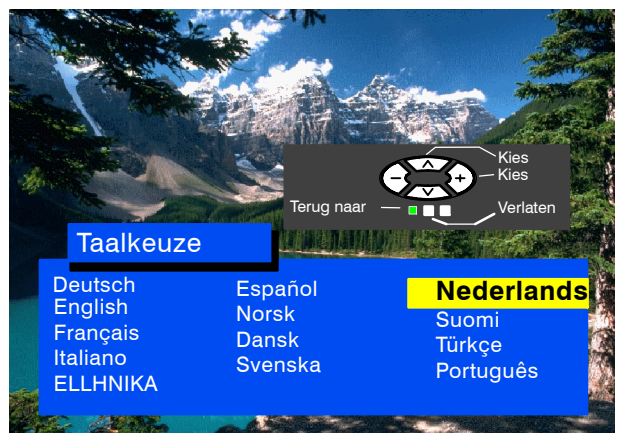 Kies
Kies
Terug naar
Verlaten
Taalkeuze
Deutsch
English
Français
Italiano
ELLHNIKA
Español
Norsk
Dansk
Svenska
Nederlands
Suomi
Türkçe
Português